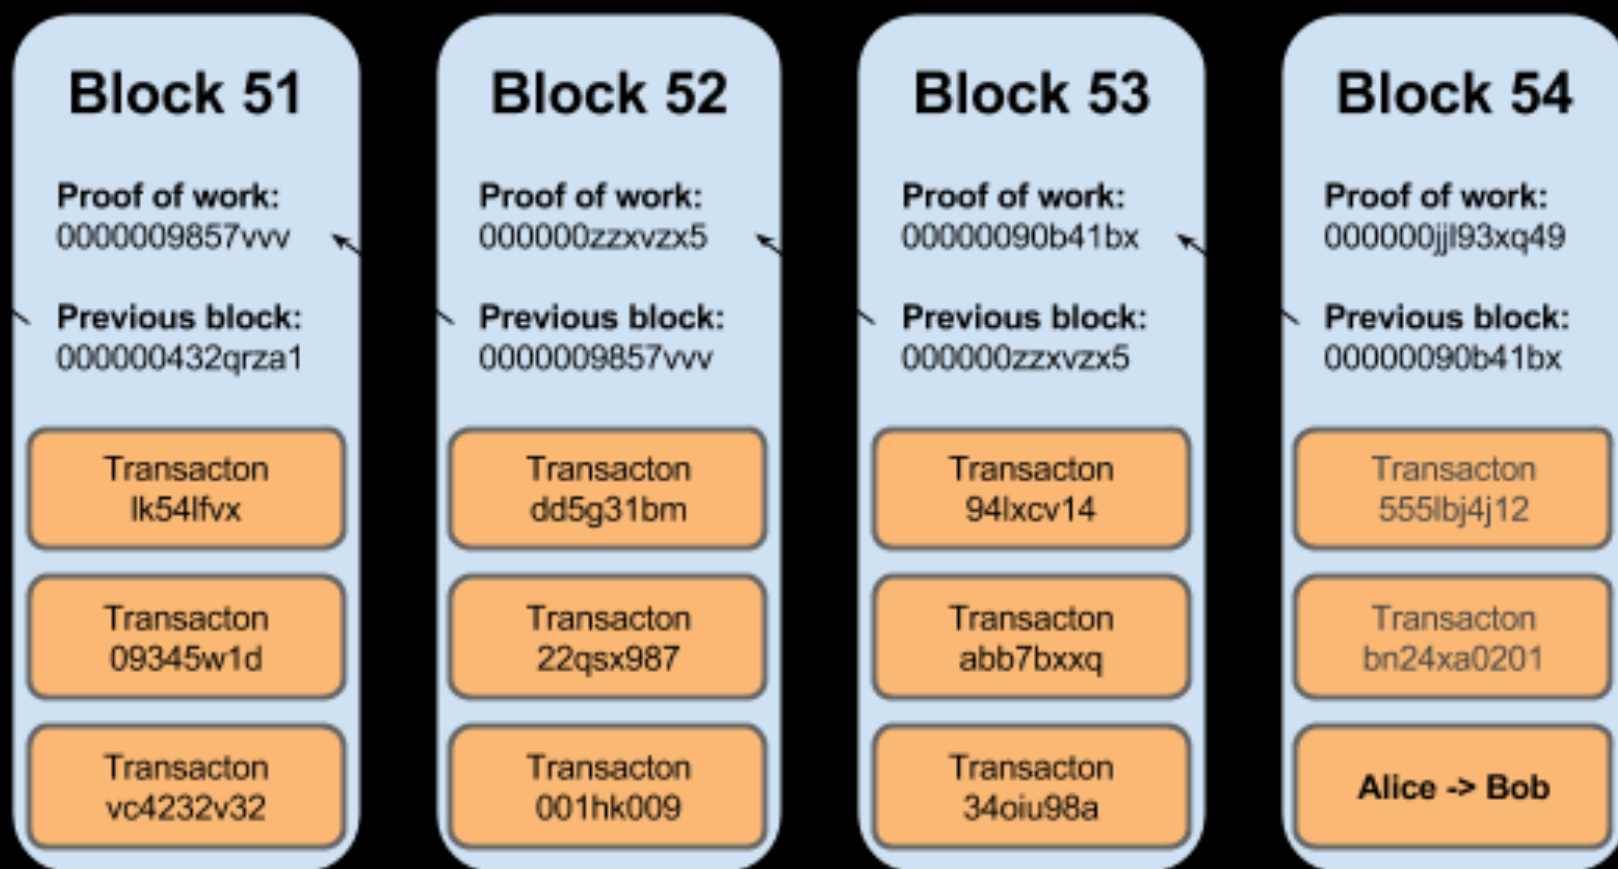 Block 51
Proof of work:
0000009857vvv
Previous block:
000000432qrza1
Transacton
lk54lfvx
Transacton
09345w1d
Transacton
vc4232v32
Block 52
Proof of work:
000000zzxvzx5
Previous block:
0000009857vvv
Transacton
dd5g31bm
Transacton
22qsx987
Transacton
001hk009
Block 53
Proof of work:
00000090b41bx
Previous block:
000000zzxvzx5
Transacton
94lxcv14
Transacton
abb7bxxq
Transacton
34oiu98a
Block 54
Proof of work:
000000jjl93xq49
Previous block:
00000090b41bx
Transacton
555lbj4j12
Transacton
bn24xa0201
Alice -> Bob